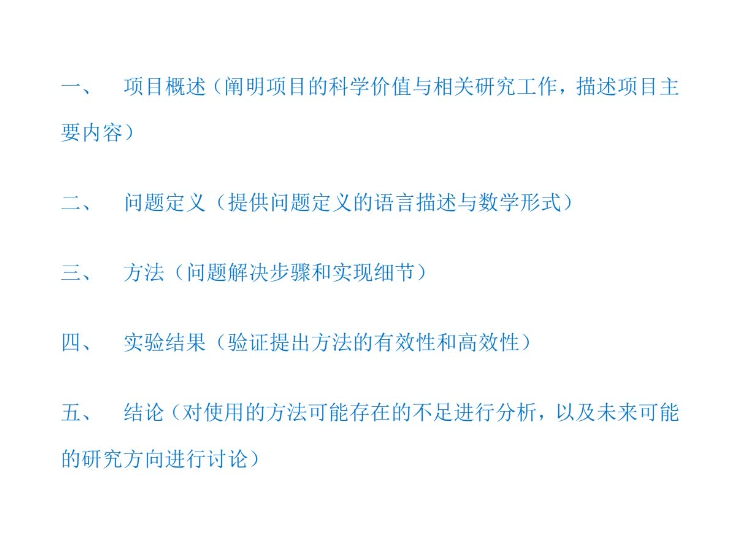 一、 项目概述（阐明项目的科学价值与相关研究工作，描述项目主
要内容）
二、 问题定义（提供问题定义的语言描述与数学形式）
三、 方法（问题解决步骤和实现细节）
四、 实验结果（验证提出方法的有效性和高效性）
五、 结论（对使用的方法可能存在的不足进行分析，以及未来可能
的研究方向进行讨论）